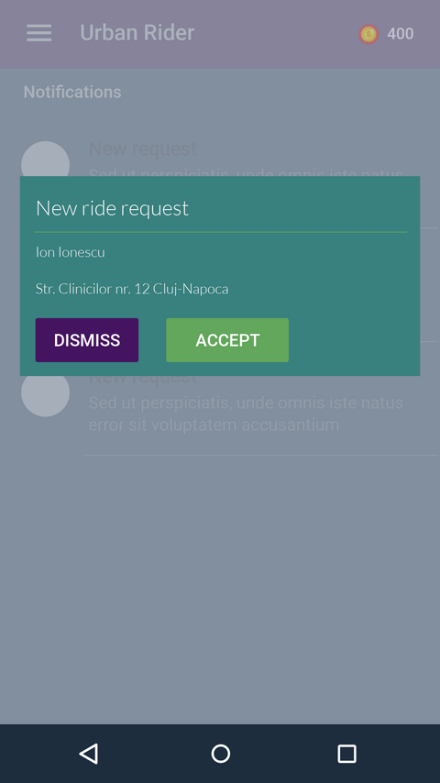 Urban Rider
400
Notifications
New request
Sed ut perspiciatis, unde omnis iste natus
New ride request
Ion Ionescu
Str. Clinicilor nr. 12 Cluj-Napoca
DISMISS
ACCEPT
New request
Sed ut perspiciatis, unde omnis iste natus
error sit voluptatem accusantium